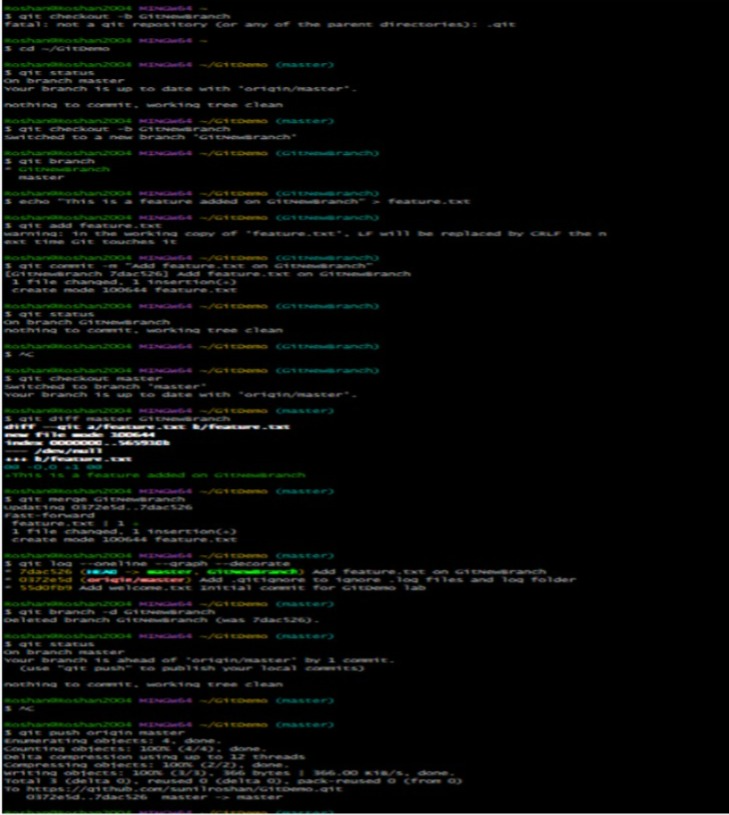 Roshan@Roshan2004 MINGW64 ~
$ git checkout -b GitNewBranch
fatal: not a git repository (or any of the parent directories): .git
Roshan@Roshan2004 MINGW64 ~
$ cd ~/GitDemo
Roshan@Roshan2004 MINGW64 ~/GitDemo (master)
$ git status
On branch master
Your branch is up to date with 'origin/master'.
nothing to commit, working tree clean
Roshan@Roshan2004 MINGW64 ~/GitDemo (master)
$ git checkout -b GitNewBranch
Switched to a new branch 'GitNewBranch'
Roshan@Roshan2004 MINGW64 ~/GitDemo (GitNewBranch)
$ git branch
* GitNewBranch
master
Roshan@Roshan2004 MINGW64 ~/GitDemo (GitNewBranch)
$ echo "This is a feature added on GitNewBranch" > feature.txt
Roshan@Roshan2004 MINGW64 ~/GitDemo (GitNewBranch)
$ git add feature.txt
warning: in the working copy of 'feature.txt', LF will be replaced by CRLF the n
ext time Git touches it
Roshan@Roshan2004 MINGW64 ~/GitDemo (GitNewBranch)
$ git commit -m "Add feature.txt on GitNewBranch"
[GitNewBranch 7dac526] Add feature.txt on GitNewBranch
1 file changed, 1 insertion(+)
create mode 100644 feature.txt
Roshan@Roshan2004 MINGW64 ~/GitDemo (GitNewBranch)
$ git status
On branch GitNewBranch
nothing to commit, working tree clean
Roshan@Roshan2004 MINGW64 ~/GitDemo (GitNewBranch)
$ ^C
Roshan@Roshan2004 MINGW64 ~/GitDemo (GitNewBranch)
$ git checkout master
Switched to branch 'master'
Your branch is up to date with 'origin/master'.
Roshan@Roshan2004 MINGW64 ~/GitDemo (master)
$ git diff master GitNewBranch
diff --git a/feature.txt b/feature.txt
new file mode 100644
index 0000000..565930b
--- /dev/null
+++ b/feature.txt
@@ -0,0 +1 @@
+This is a feature added on GitNewBranch
Roshan@Roshan2004 MINGW64 ~/GitDemo (master)
$ git merge GitNewBranch
Updating 0372e5d..7dac526
Fast-forward
feature.txt | 1 +
1 file changed, 1 insertion(+)
create mode 100644 feature.txt
Roshan@Roshan2004 MINGW64 ~/GitDemo (master)
$ git log --oneline --graph --decorate
* 7dac526 (HEAD -> master, GitNewBranch) Add feature.txt on GitNewBranch
* 0372e5d (origin/master) Add .gitignore to ignore .log files and log folder
* 55d0fb9 Add welcome.txt Initial commit for GitDemo lab
Roshan@Roshan2004 MINGW64 ~/GitDemo (master)
$ git branch -d GitNewBranch
Deleted branch GitNewBranch (was 7dac526).
Roshan@Roshan2004 MINGW64 ~/GitDemo (master)
$ git status
On branch master
Your branch is ahead of 'origin/master' by 1 commit.
(use "git push" to publish your local commits)
nothing to commit, working tree clean
Roshan@Roshan2004 MINGW64 ~/GitDemo (master)
$ ^C
Roshan@Roshan2004 MINGW64 ~/GitDemo (master)
$ git push origin master
Enumerating objects: 4, done.
Counting objects: 100% (4/4), done.
Delta compression using up to 12 threads
Compressing objects: 100% (2/2), done.
Writing objects: 100% (3/3), 366 bytes | 366.00 KiB/s, done.
Total 3 (delta 0), reused 0 (delta 0), pack-reused 0 (from 0)
To https://github.com/sunilroshan/GitDemo.git
0372e5d..7dac526 master -> master